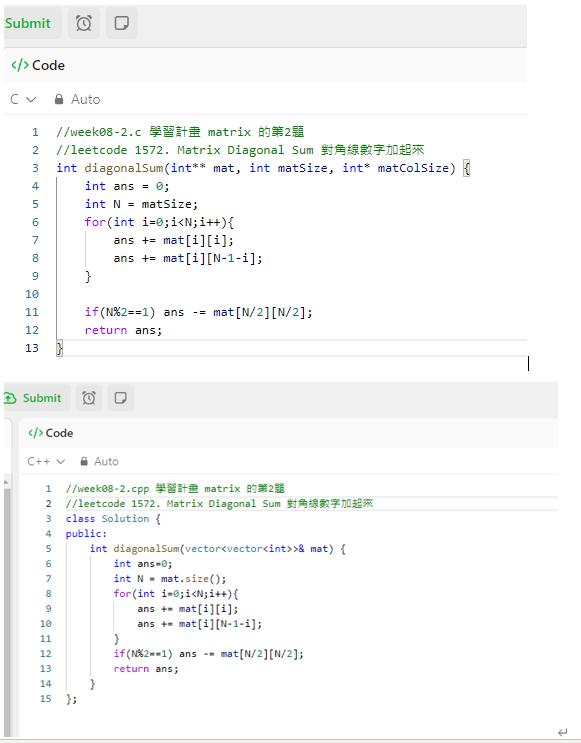 Submit
</> Code
C Auto
1 //week08-2.c 學習計畫 matrix 的第2題
2 //leetcode 1572. Matrix Diagonal Sum 對角線數字加起來
3 int diagonalSum(int** mat, int matSize, int* matColSize) {
4 int ans = 0;
5 int N = matSize;
6 for(int i=0;i<N;i++){
7 ans += mat[i][i];
8 ans += mat[i][N-1-i];
9 }
10
11 if(N%2==1) ans -= mat[N/2][N/2];
12 return ans;
13 }
Submit
</> Code
C++ Auto
1 //week08-2.cpp 學習計畫 matrix 的第2題
2 //leetcode 1572. Matrix Diagonal Sum 對角線數字加起來
3 class Solution {
4 public:
5 int diagonalSum(vector<vector<int>>& mat) {
6 int ans=0;
7 int N = mat.size();
8 for(int i=0;i<N;i++){
9 ans += mat[i][i];
10 ans += mat[i][N-1-i];
11 }
12 if(N%2==1) ans -= mat[N/2][N/2];
13 return ans;
14 }
15 };